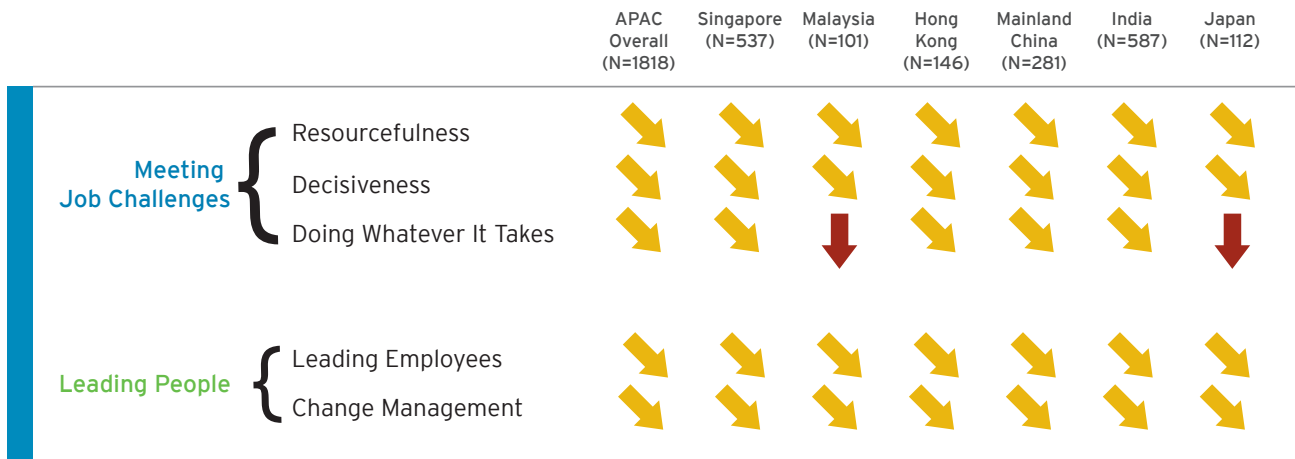 APAC Overall (N=1818)
Singapore (N=537)
Malaysia (N=101)
Hong Kong (N=146)
Mainland China (N=281)
India (N=587)
Japan (N=112)
Meeting Job Challenges
Resourcefulness
Decisiveness
Doing Whatever It Takes
Leading People
Leading Employees
Change Management